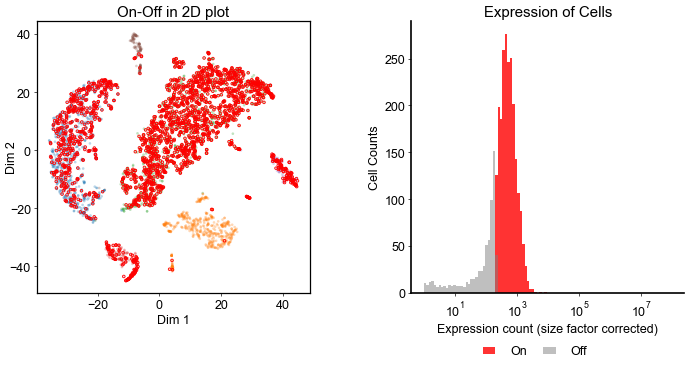 On-Off in 2D plot
Expression of Cells
40
20
0
−20
−40
Dim 2
−20
0
20
40
Dim 1
250
200
150
100
50
0
Cell Counts
10^1
10^3
10^5
10^7
Expression count (size factor corrected)
On
Off